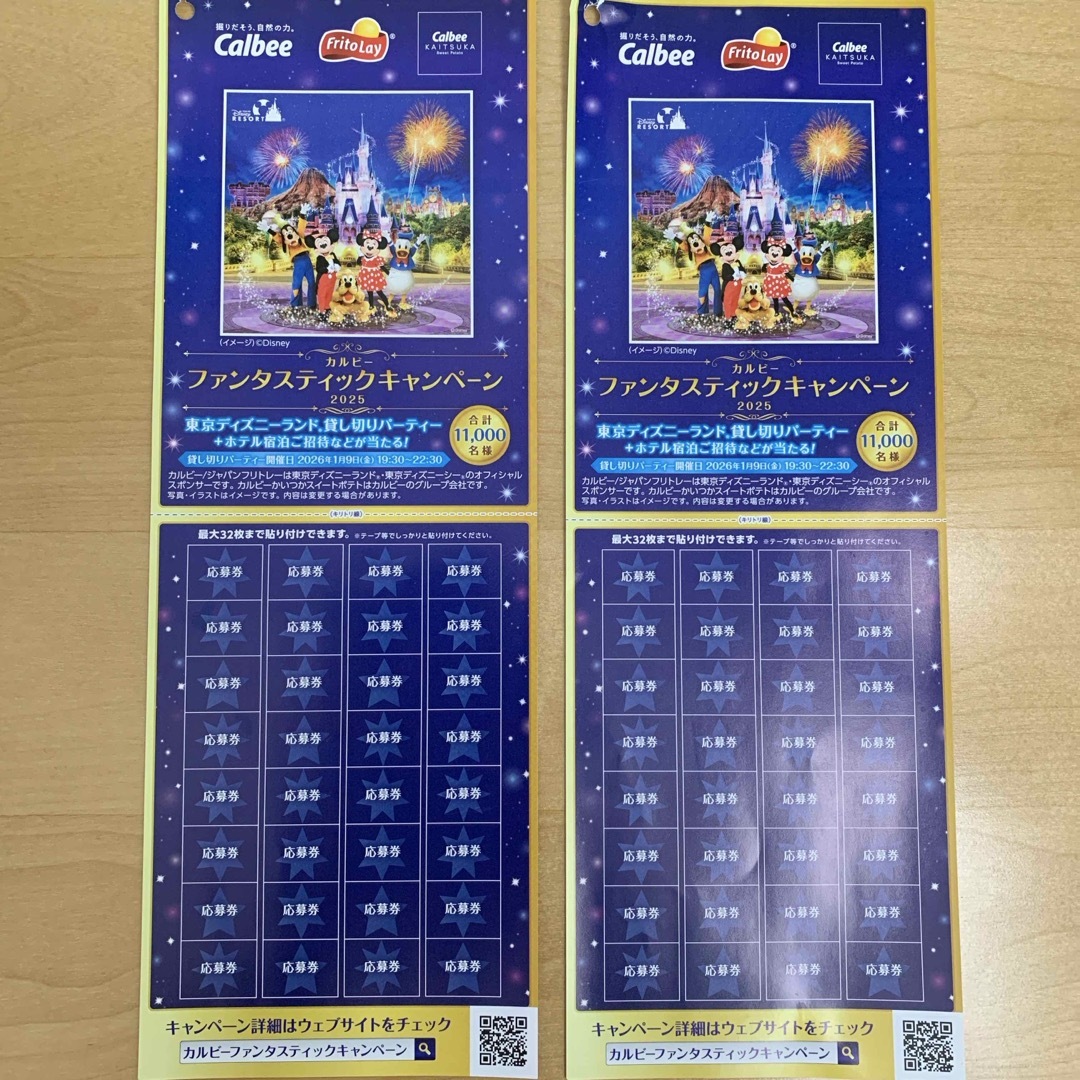 掘りだそう、自然の力。
Calbee
FritoLay®
Calbee
KAITSUKA
Sweet Potato
Disney
RESORT®
©Disney
(イメージ)©Disney
カルビー
ファンタスティックキャンペーン
2025
東京ディズニーランド®貸し切りパーティー
+ホテル宿泊ご招待などが当たる!
合計
11,000
名様
貸し切りパーティー開催日 2026年1月9日(金) 19:30~22:30
カルビー/ジャパンフリトレーは東京ディズニーランド®・東京ディズニーシー®のオフィシャル
スポンサーです。カルビーかいつかスイートポテトはカルビーのグループ会社です。
写真・イラストはイメージです。内容は変更する場合があります。
キリトリ線
最大32枚まで貼り付けできます。 ※テープ等でしっかりと貼り付けてください。
応募券 応募券 応募券 応募券
応募券 応募券 応募券 応募券
応募券 応募券 応募券 応募券
応募券 応募券 応募券 応募券
応募券 応募券 応募券 応募券
応募券 応募券 応募券 応募券
応募券 応募券 応募券 応募券
応募券 応募券 応募券 応募券
キャンペーン詳細はウェブサイトをチェック
カルビーファンタスティックキャンペーン
掘りだそう、自然の力。
Calbee
FritoLay®
Calbee
KAITSUKA
Sweet Potato
Disney
RESORT®
©Disney
(イメージ)©Disney
カルビー
ファンタスティックキャンペーン
2025
東京ディズニーランド®貸し切りパーティー
+ホテル宿泊ご招待などが当たる!
合計
11,000
名様
貸し切りパーティー開催日 2026年1月9日(金) 19:30~22:30
カルビー/ジャパンフリトレーは東京ディズニーランド®・東京ディズニーシー®のオフィシャル
スポンサーです。カルビーかいつかスイートポテトはカルビーのグループ会社です。
写真・イラストはイメージです。内容は変更する場合があります。
キリトリ線
最大32枚まで貼り付けできます。 ※テープ等でしっかりと貼り付けてください。
応募券 応募券 応募券 応募券
応募券 応募券 応募券 応募券
応募券 応募券 応募券 応募券
応募券 応募券 応募券 応募券
応募券 応募券 応募券 応募券
応募券 応募券 応募券 応募券
応募券 応募券 応募券 応募券
応募券 応募券 応募券 応募券
キャンペーン詳細はウェブサイトをチェック
カルビーファンタスティックキャンペーン